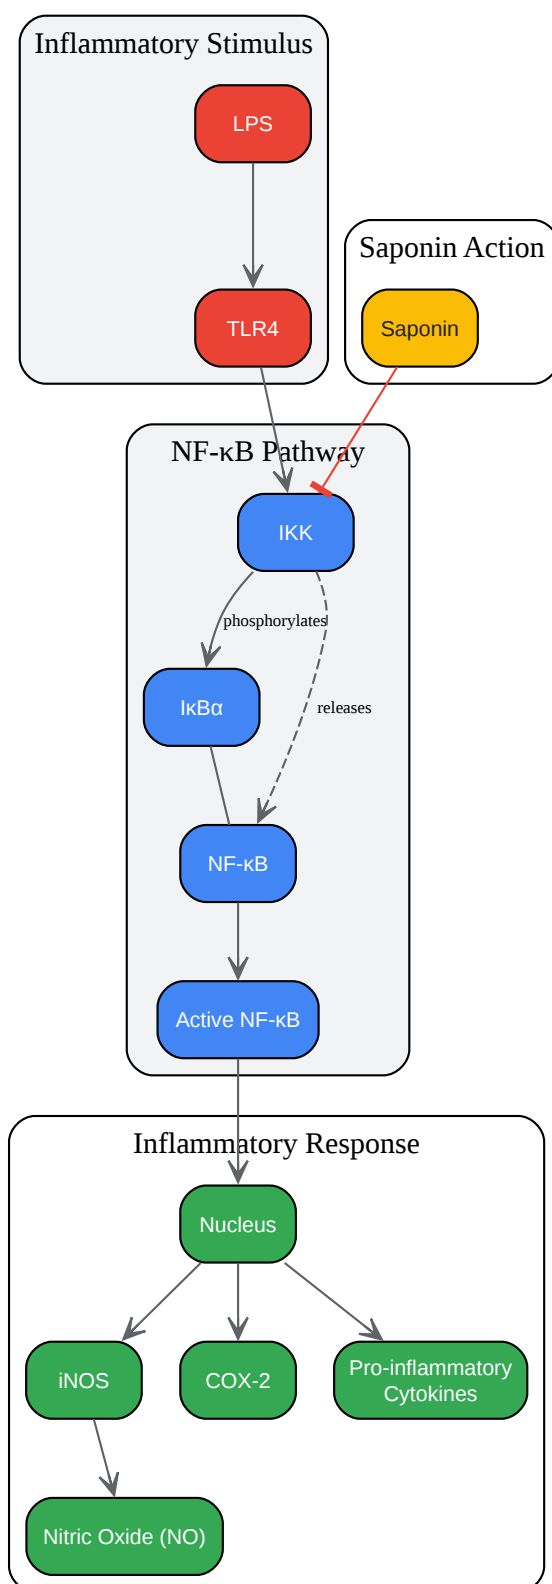 Inflammatory Stimulus
LPS
TLR4
Saponin Action
Saponin
NF-κB Pathway
IKK
phosphorylates
IκBα
releases
NF-κB
Active NF-κB
Inflammatory Response
Nucleus
iNOS
COX-2
Pro-inflammatory
Cytokines
Nitric Oxide (NO)